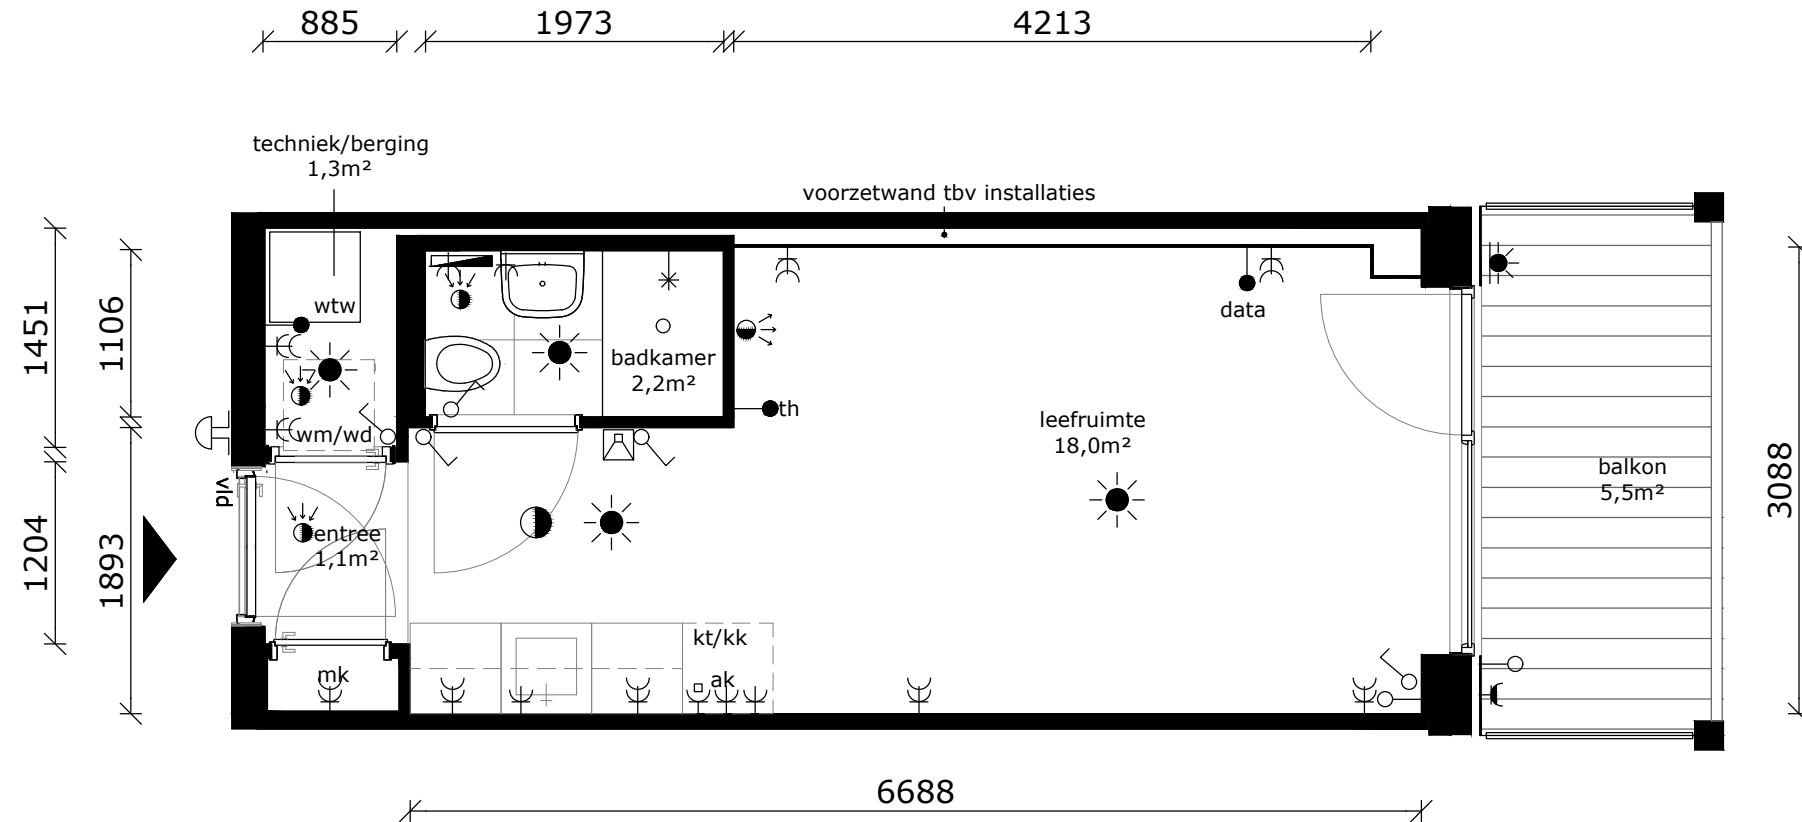 885
1973
4213
techniek/berging
1,3m²
voorzetwand tbv installaties
1451
1106
wtw
data
badkamer
2,2m²
th
leefruimte
18,0m²
wm/wd
vld
balkon
5,5m²
3088
1204
1893
entree
1,1m²
kt/kk
mk
ak
6688